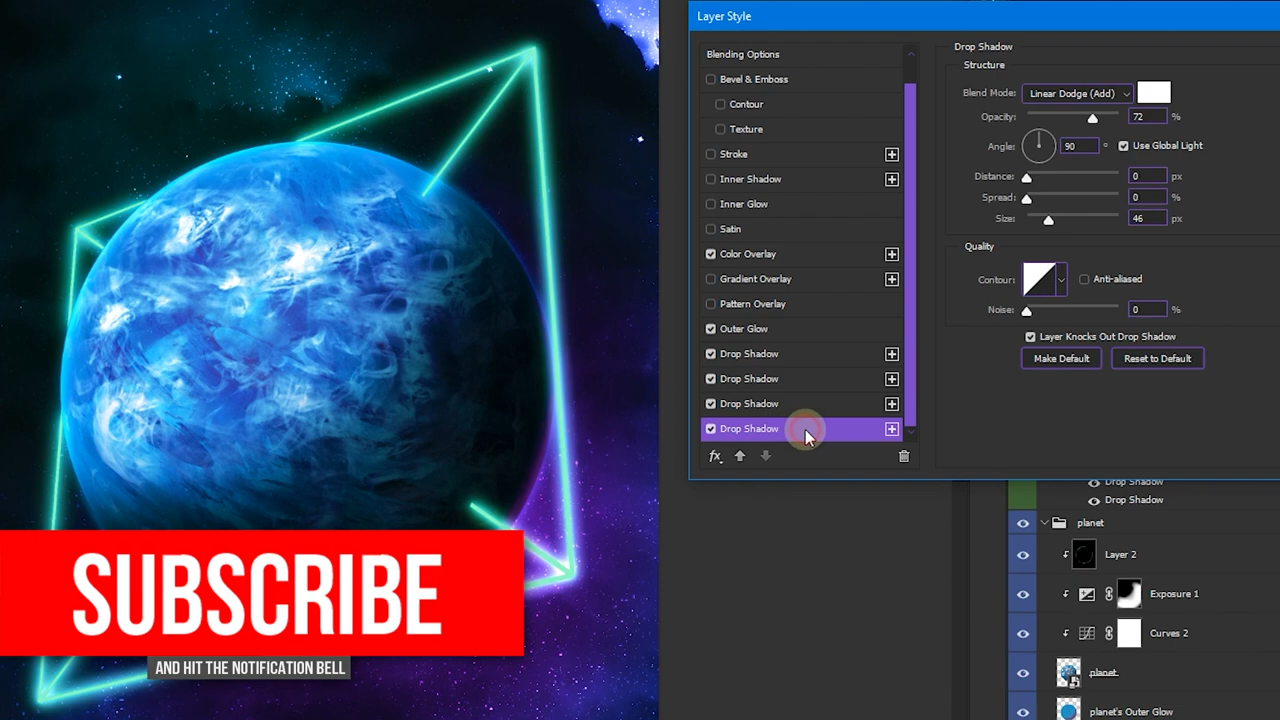 Layer Style
Blending Options
Bevel & Emboss
Contour
Texture
Stroke
Inner Shadow
Inner Glow
Satin
Color Overlay
Gradient Overlay
Pattern Overlay
Outer Glow
Drop Shadow
Drop Shadow
Drop Shadow
Drop Shadow
fx
Drop Shadow
Structure
Blend Mode: Linear Dodge (Add)
Opacity: 72 %
Angle: 90 ° Use Global Light
Distance: 0 px
Spread: 0 %
Size: 46 px
Quality
Contour: Anti-aliased
Noise: 0 %
Layer Knocks Out Drop Shadow
Make Default Reset to Default
Drop Shadow
Drop Shadow
planet
Layer 2
Exposure 1
Curves 2
planet
planet's Outer Glow
SUBSCRIBE
AND HIT THE NOTIFICATION BELL